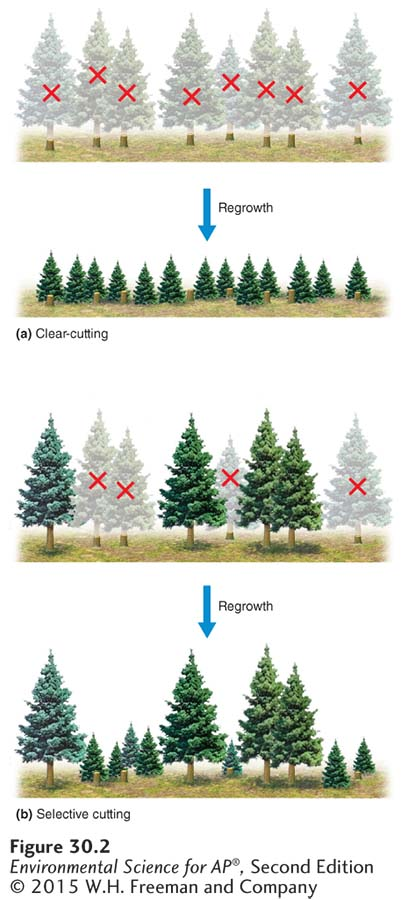 Regrowth
(a) Clear-cutting
Regrowth
(b) Selective cutting
Figure 30.2
Environmental Science for AP®, Second Edition
© 2015 W.H. Freeman and Company